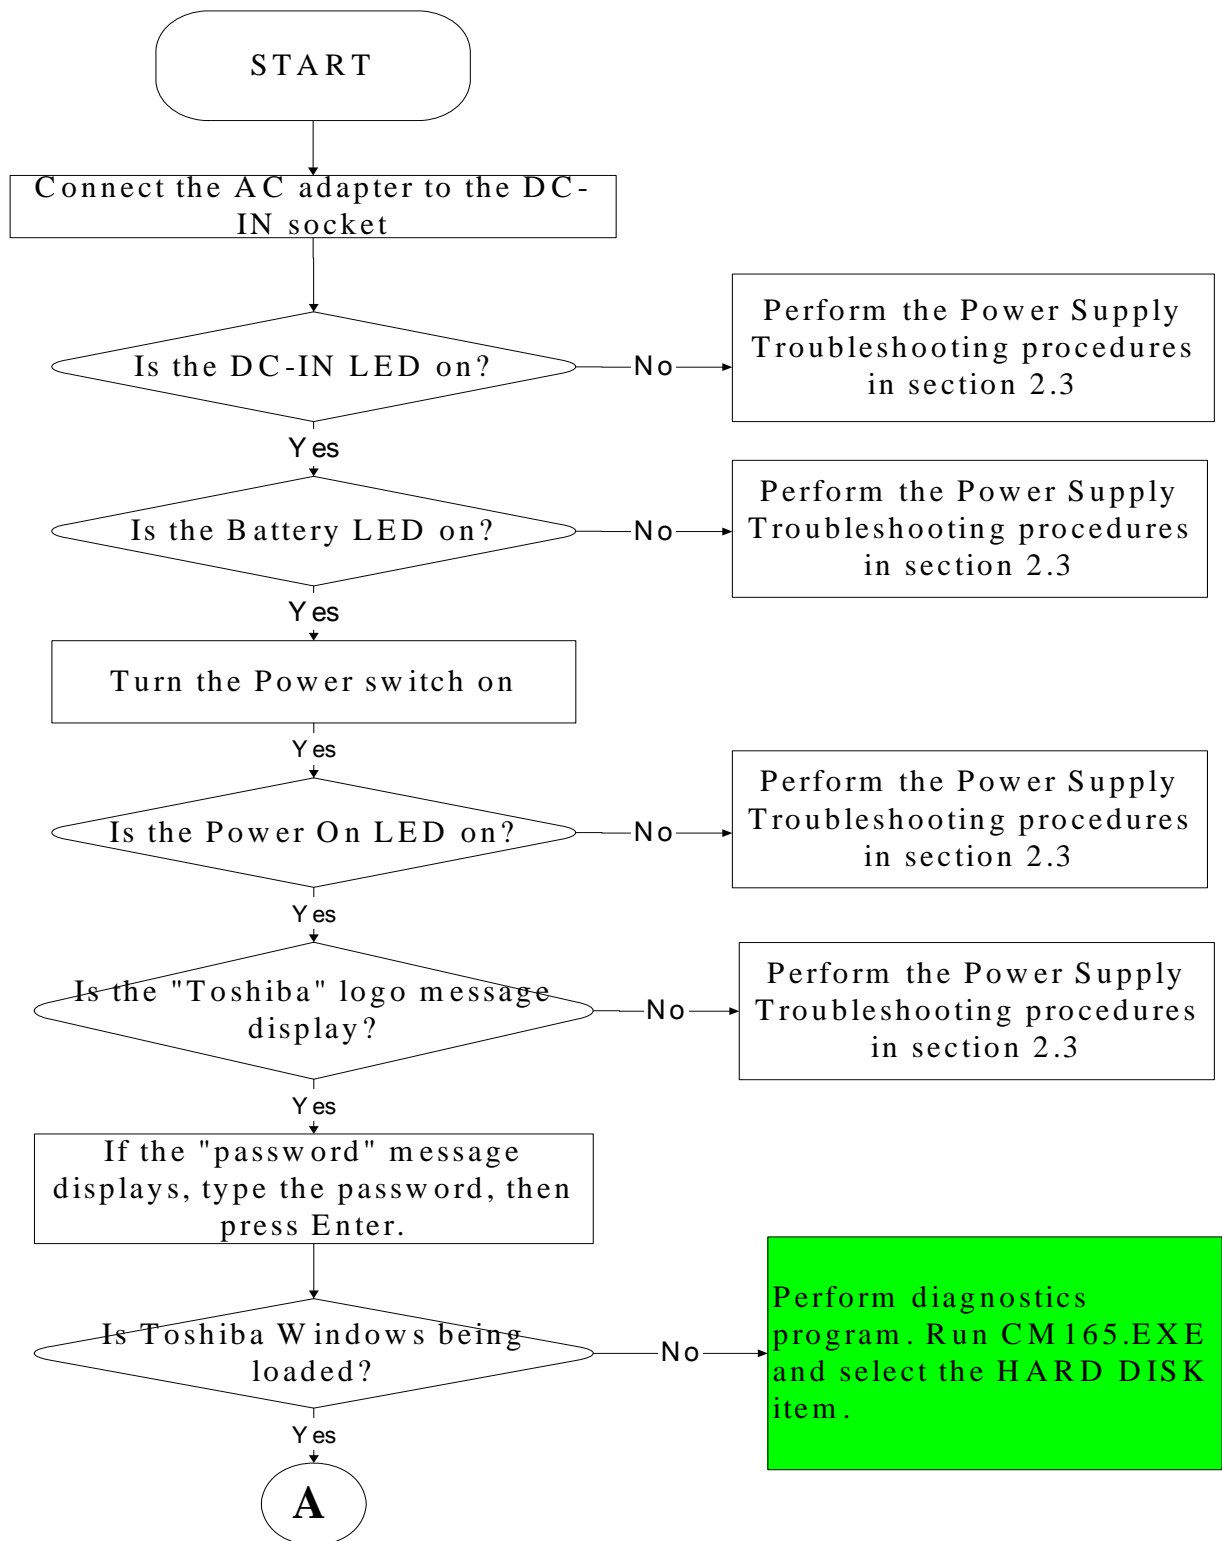 START
Connect the AC adapter to the DC-
IN socket
Is the DC-IN LED on?
No
Perform the Power Supply
Troubleshooting procedures
in section 2.3
Yes
Is the Battery LED on?
No
Perform the Power Supply
Troubleshooting procedures
in section 2.3
Yes
Turn the Power switch on
Yes
Is the Power On LED on?
No
Perform the Power Supply
Troubleshooting procedures
in section 2.3
Yes
Is the "Toshiba" logo message
display?
No
Perform the Power Supply
Troubleshooting procedures
in section 2.3
Yes
If the "password" message
displays, type the password, then
press Enter.
Is Toshiba Windows being
loaded?
No
Perform diagnostics
program. Run CM165.EXE
and select the HARD DISK
item.
Yes
A